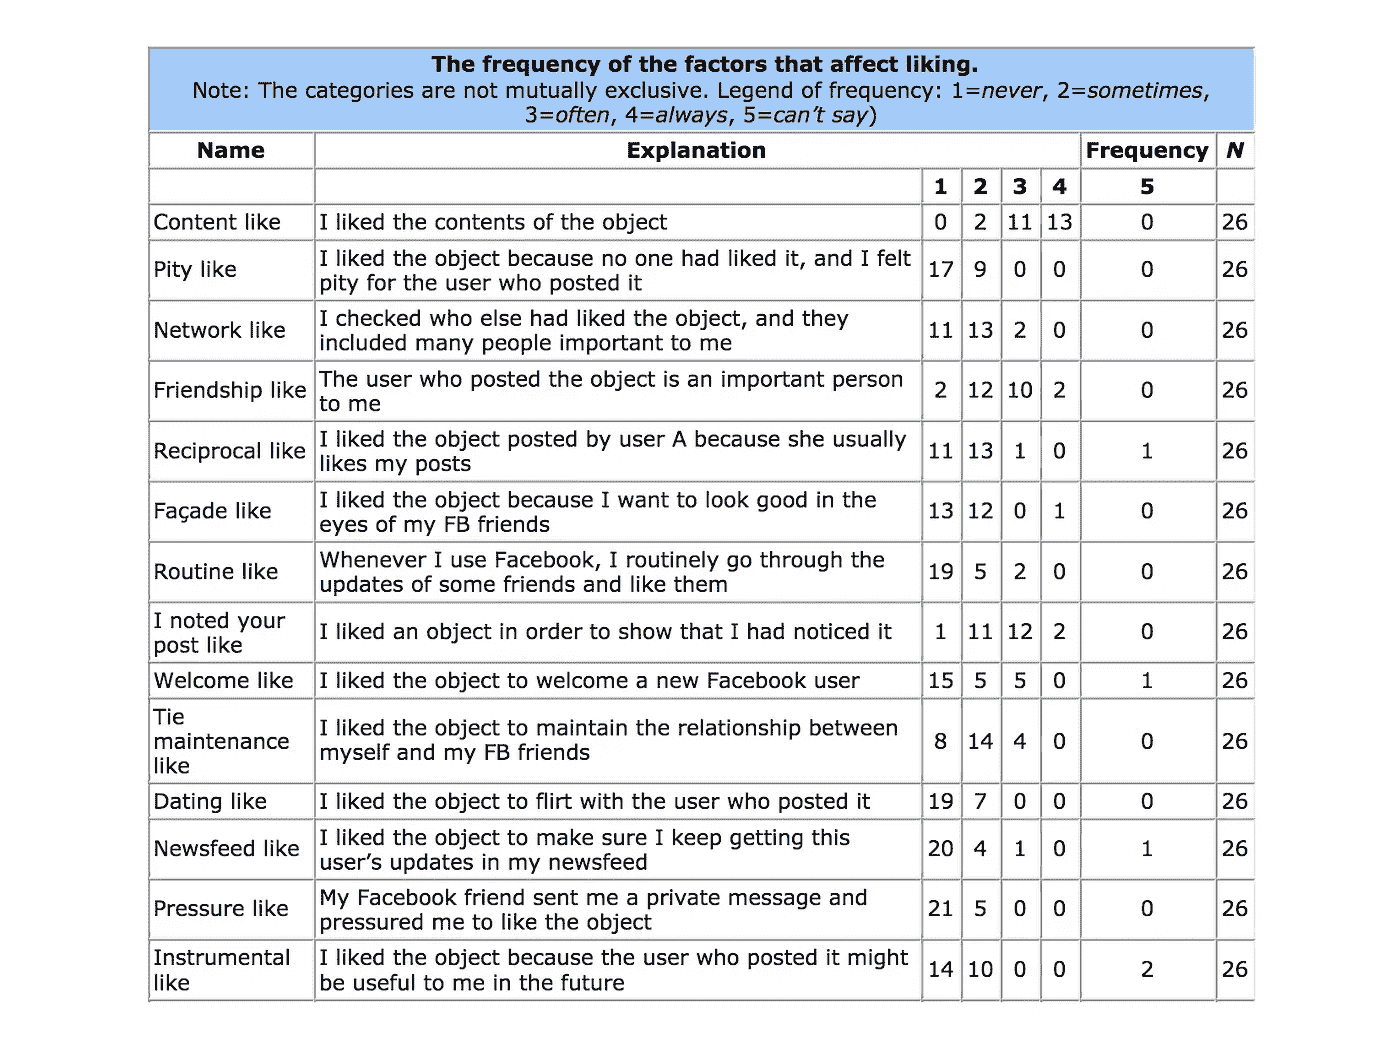 The frequency of the factors that affect liking.
Note: The categories are not mutually exclusive. Legend of frequency: 1=never, 2=sometimes,
3=often, 4=always, 5=can’t say)
Name Explanation Frequency N
1 2 3 4 5
Content like I liked the contents of the object 0 2 11 13 0 26
Pity like I liked the object because no one had liked it, and I felt
pity for the user who posted it 17 9 0 0 0 26
Network like I checked who else had liked the object, and they
included many people important to me 11 13 2 0 0 26
Friendship like The user who posted the object is an important person
to me 2 12 10 2 0 26
Reciprocal like I liked the object posted by user A because she usually
likes my posts 11 13 1 0 1 26
Façade like I liked the object because I want to look good in the
eyes of my FB friends 13 12 0 1 0 26
Routine like Whenever I use Facebook, I routinely go through the
updates of some friends and like them 19 5 2 0 0 26
I noted your
post like I liked an object in order to show that I had noticed it 1 11 12 2 0 26
Welcome like I liked the object to welcome a new Facebook user 15 5 5 0 1 26
Tie
maintenance
like I liked the object to maintain the relationship between
myself and my FB friends 8 14 4 0 0 26
Dating like I liked the object to flirt with the user who posted it 19 7 0 0 0 26
Newsfeed like I liked the object to make sure I keep getting this
user’s updates in my newsfeed 20 4 1 0 1 26
Pressure like My Facebook friend sent me a private message and
pressured me to like the object 21 5 0 0 0 26
Instrumental
like I liked the object because the user who posted it might
be useful to me in the future 14 10 0 0 2 26